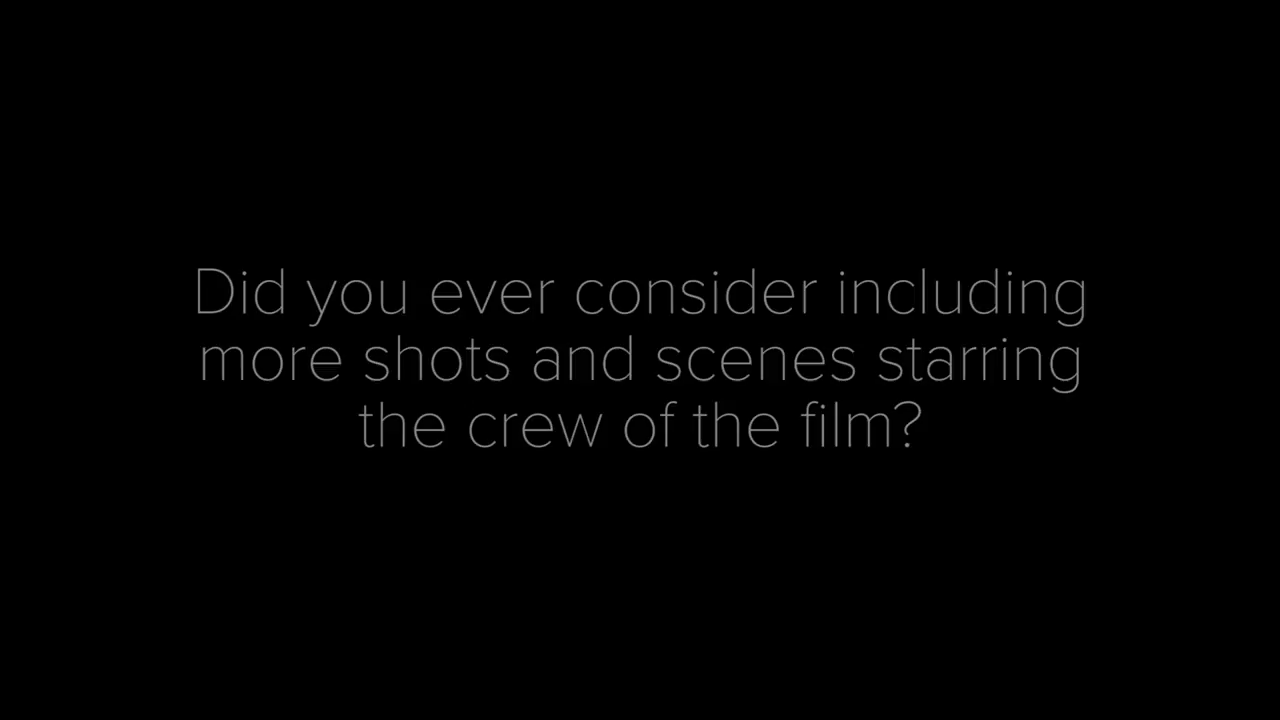 Did you ever consider including
more shots and scenes starring
the crew of the film?